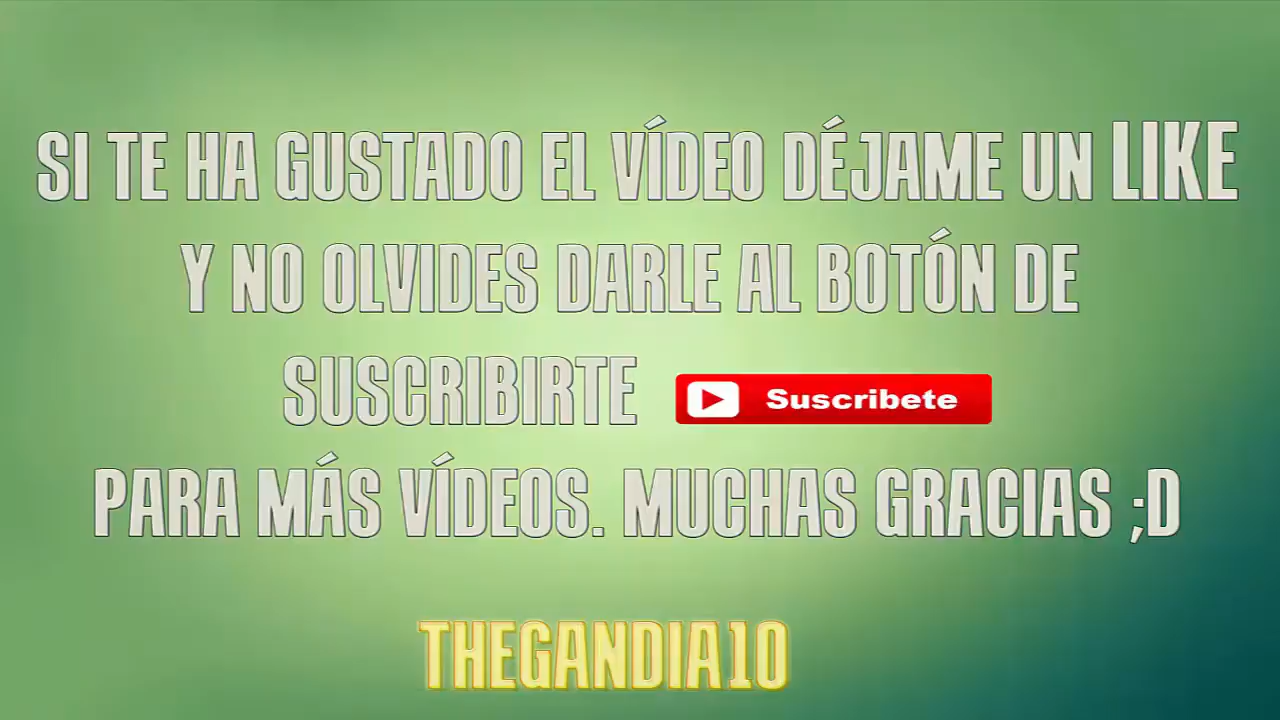 SI TE HA GUSTADO EL VÍDEO DÉJAME UN LIKE
Y NO OLVIDES DARLE AL BOTÓN DE
SUSCRIBIRTE Suscribete
PARA MÁS VÍDEOS. MUCHAS GRACIAS ;D
THEGANDIA10